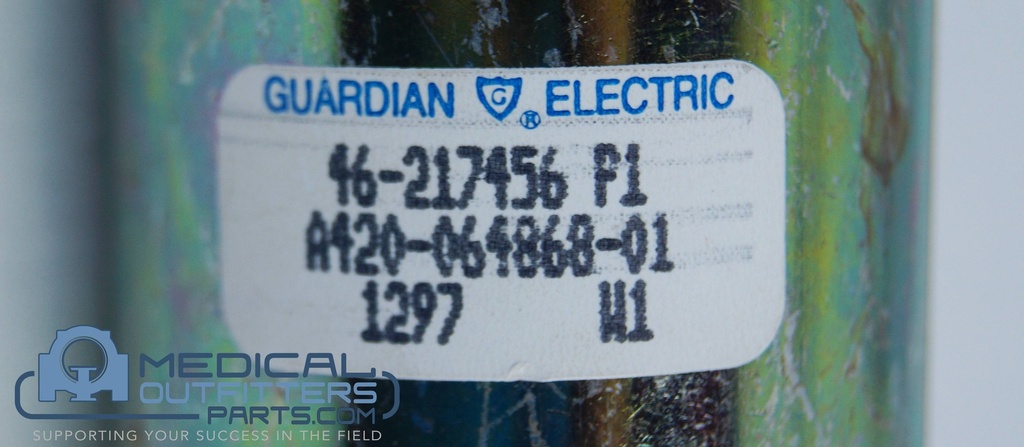 GUARDIAN G ® ELECTRIC
46-217456 P1
A420-064868-01
1297 W1
MEDICAL
OUTFITTERS
PARTS.COM
SUPPORTING YOUR SUCCESS IN THE FIELD